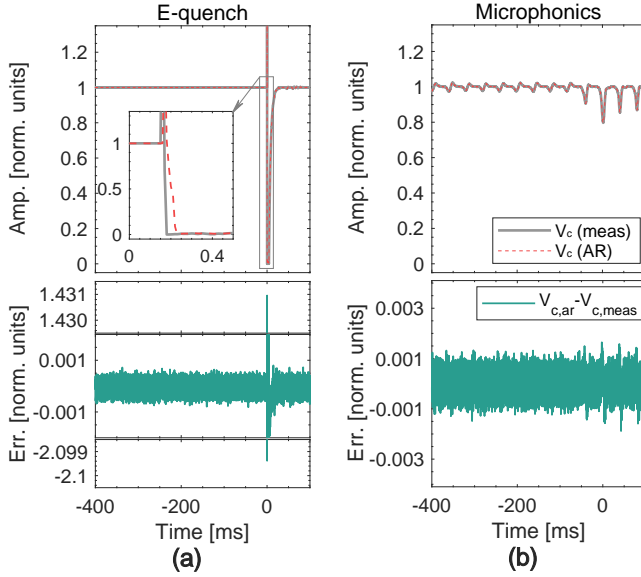 E-quench
Amp. [norm. units]
1.2
1
0.8
0.6
0.4
0.2
0
1
0
0
0.4
Err. [norm. units]
1.431
1.430
0.001
-0.001
-2.099
-2.1
-400
-200
0
Time [ms]
(a)
Microphonics
Amp. [norm. units]
1.2
1
0.8
0.6
0.4
0.2
0
Vc (meas)
Vc (AR)
Err. [norm. units]
0.003
0.001
-0.001
-0.003
Vc,ar-Vc,meas
-400
-200
0
Time [ms]
(b)